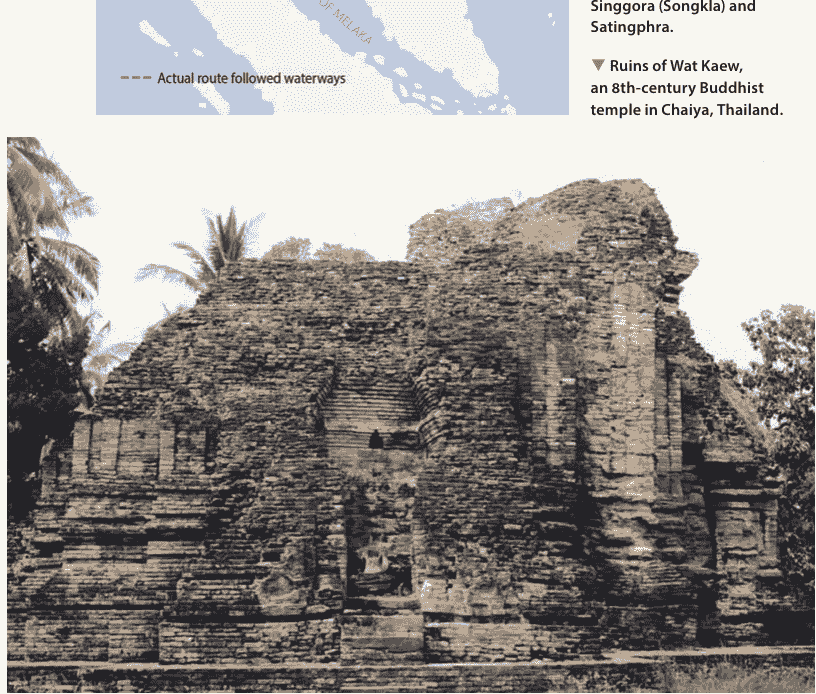 OF MELAKA
Actual route followed waterways
Singgora (Songkla) and
Satingphra.
▼ Ruins of Wat Kaew,
an 8th-century Buddhist
temple in Chaiya, Thailand.